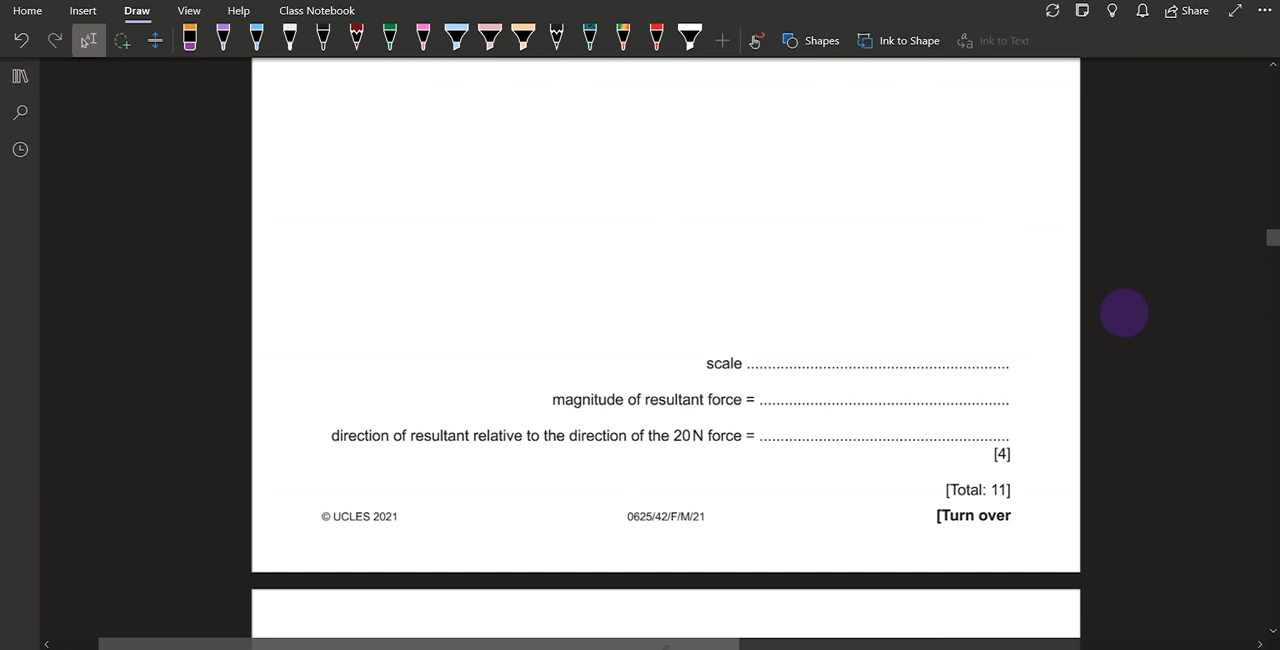 Home Insert Draw View Help Class Notebook Share
Shapes Ink to Shape Ink to Text
scale ..............................................................
magnitude of resultant force = ...........................................................
direction of resultant relative to the direction of the 20 N force = ...........................................................
[4]
[Total: 11]
© UCLES 2021 0625/42/F/M/21 [Turn over